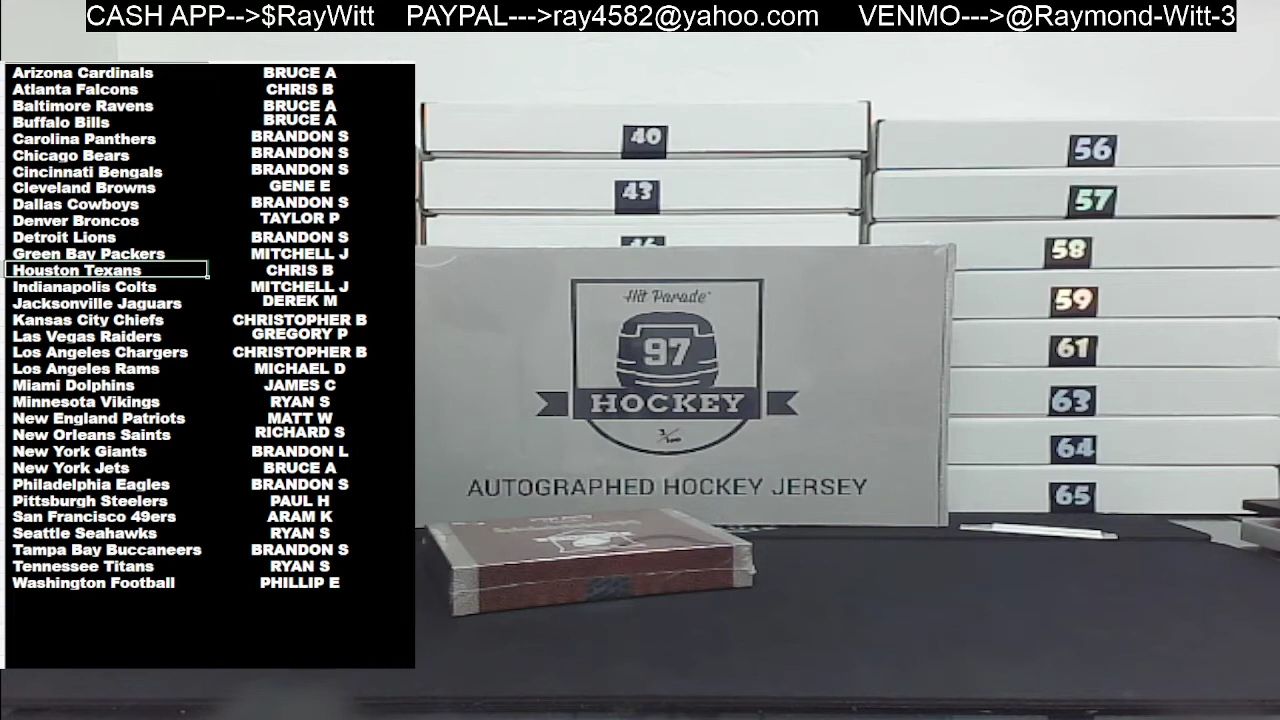 CASH APP-->$RayWitt PAYPAL--->ray4582@yahoo.com VENMO--->@Raymond-Witt-3
Arizona Cardinals BRUCE A
Atlanta Falcons CHRIS B
Baltimore Ravens BRUCE A
Buffalo Bills BRUCE A
Carolina Panthers BRANDON S
Chicago Bears BRANDON S
Cincinnati Bengals BRANDON S
Cleveland Browns GENE E
Dallas Cowboys BRANDON S
Denver Broncos TAYLOR P
Detroit Lions BRANDON S
Green Bay Packers MITCHELL J
Houston Texans CHRIS B
Indianapolis Colts MITCHELL J
Jacksonville Jaguars DEREK M
Kansas City Chiefs CHRISTOPHER B
Las Vegas Raiders GREGORY P
Los Angeles Chargers CHRISTOPHER B
Los Angeles Rams MICHAEL D
Miami Dolphins JAMES C
Minnesota Vikings RYAN S
New England Patriots MATT W
New Orleans Saints RICHARD S
New York Giants BRANDON L
New York Jets BRUCE A
Philadelphia Eagles BRANDON S
Pittsburgh Steelers PAUL H
San Francisco 49ers ARAM K
Seattle Seahawks RYAN S
Tampa Bay Buccaneers BRANDON S
Tennessee Titans RYAN S
Washington Football PHILLIP E
40
43
46
56
57
58
59
61
63
64
65
Hit Parade
97
HOCKEY
AUTOGRAPHED HOCKEY JERSEY